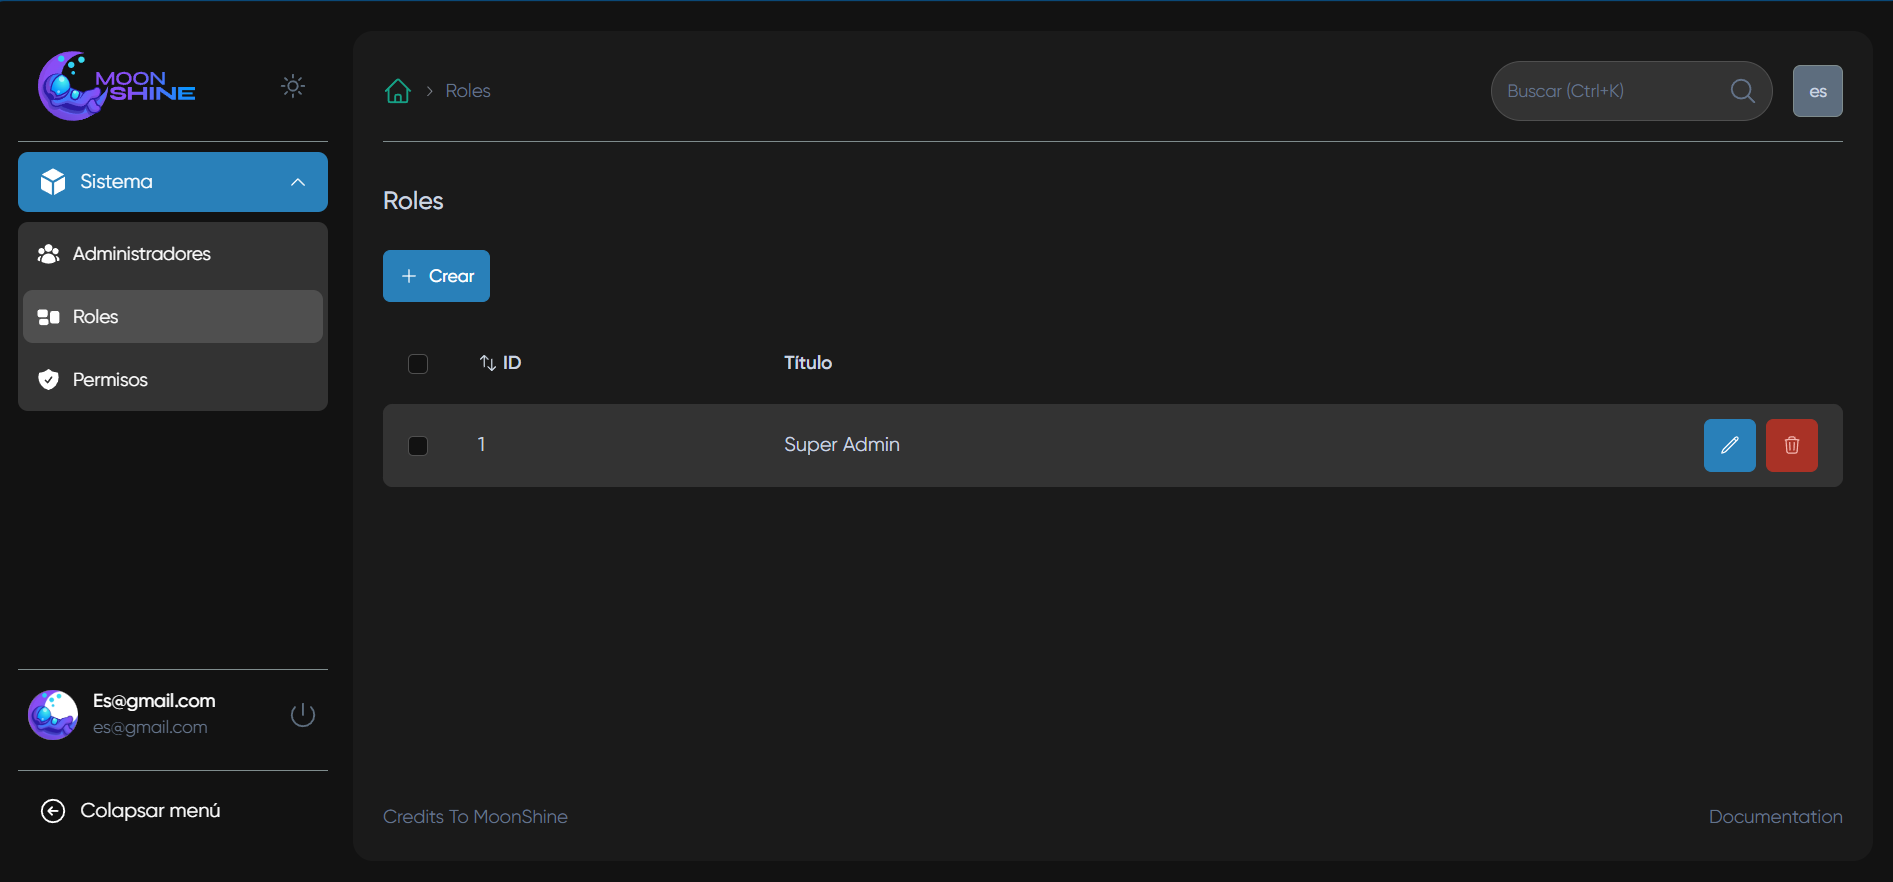 MOON
SHINE
Sistema
Administradores
Roles
Permisos
Es@gmail.com
es@gmail.com
Colapsar menú
Roles
Buscar (Ctrl+K)
es
Roles
Crear
ID
Título
1
Super Admin
Credits To MoonShine
Documentation